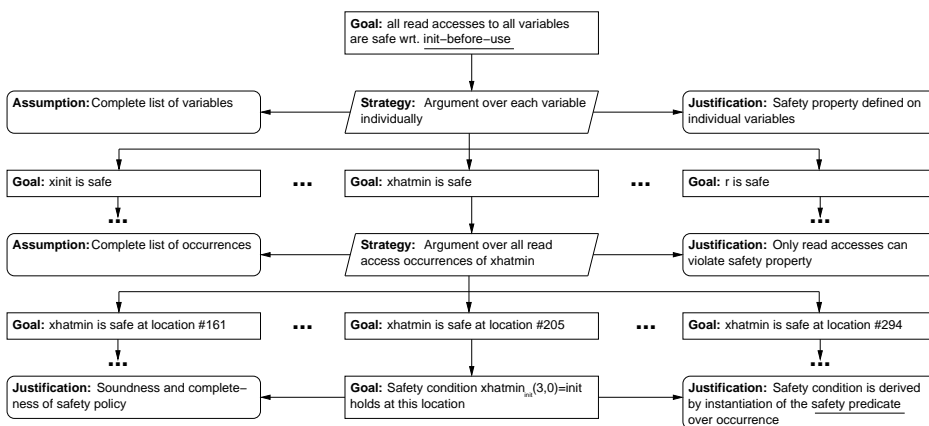 Goal: all read accesses to all variables
are safe wrt. init−before−use
Assumption: Complete list of variables
Strategy: Argument over each variable
individually
Justification: Safety property defined on
individual variables
Goal: xinit is safe
...
Goal: xhatmin is safe
...
Goal: r is safe
...
...
Assumption: Complete list of occurrences
Strategy: Argument over all read
access occurrences of xhatmin
Justification: Only read accesses can
violate safety property
Goal: xhatmin is safe at location #161
...
Goal: xhatmin is safe at location #205
...
Goal: xhatmin is safe at location #294
...
...
Justification: Soundness and complete−
ness of safety policy
Goal: Safety condition xhatmin_init(3,0)=init
holds at this location
Justification: Safety condition is derived
by instantiation of the safety predicate
over occurrence